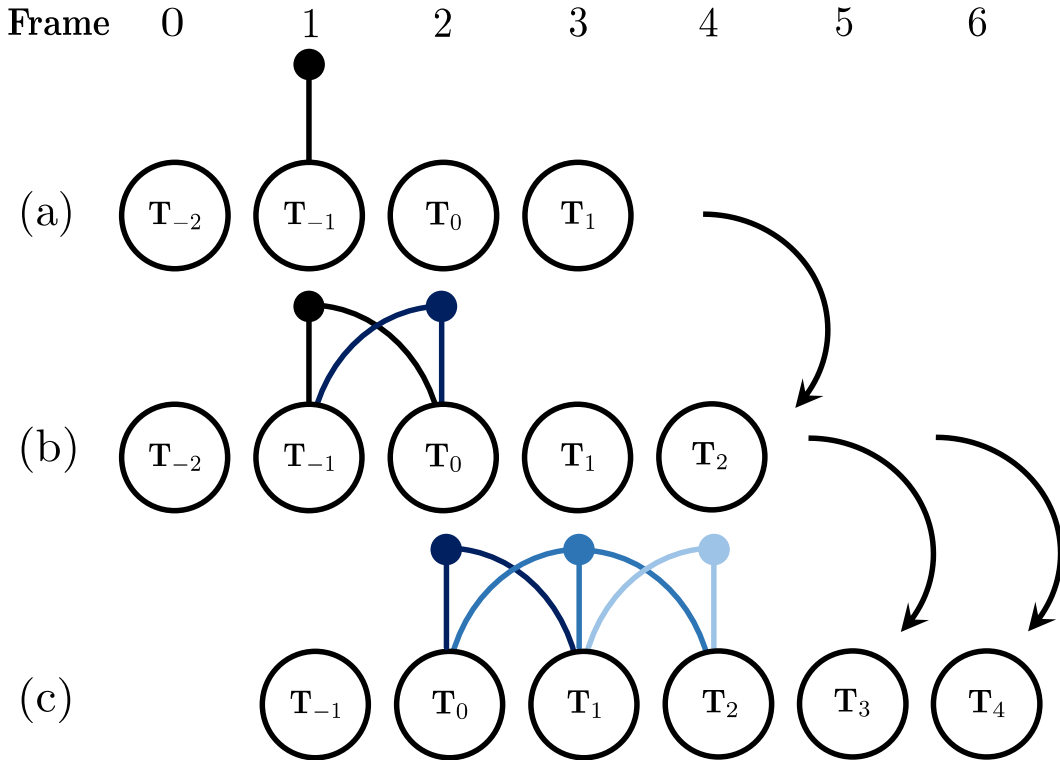 Frame 0 1 2 3 4 5 6
(a) T₋₂ T₋₁ T₀ T₁
(b) T₋₂ T₋₁ T₀ T₁ T₂
(c) T₋₁ T₀ T₁ T₂ T₃ T₄